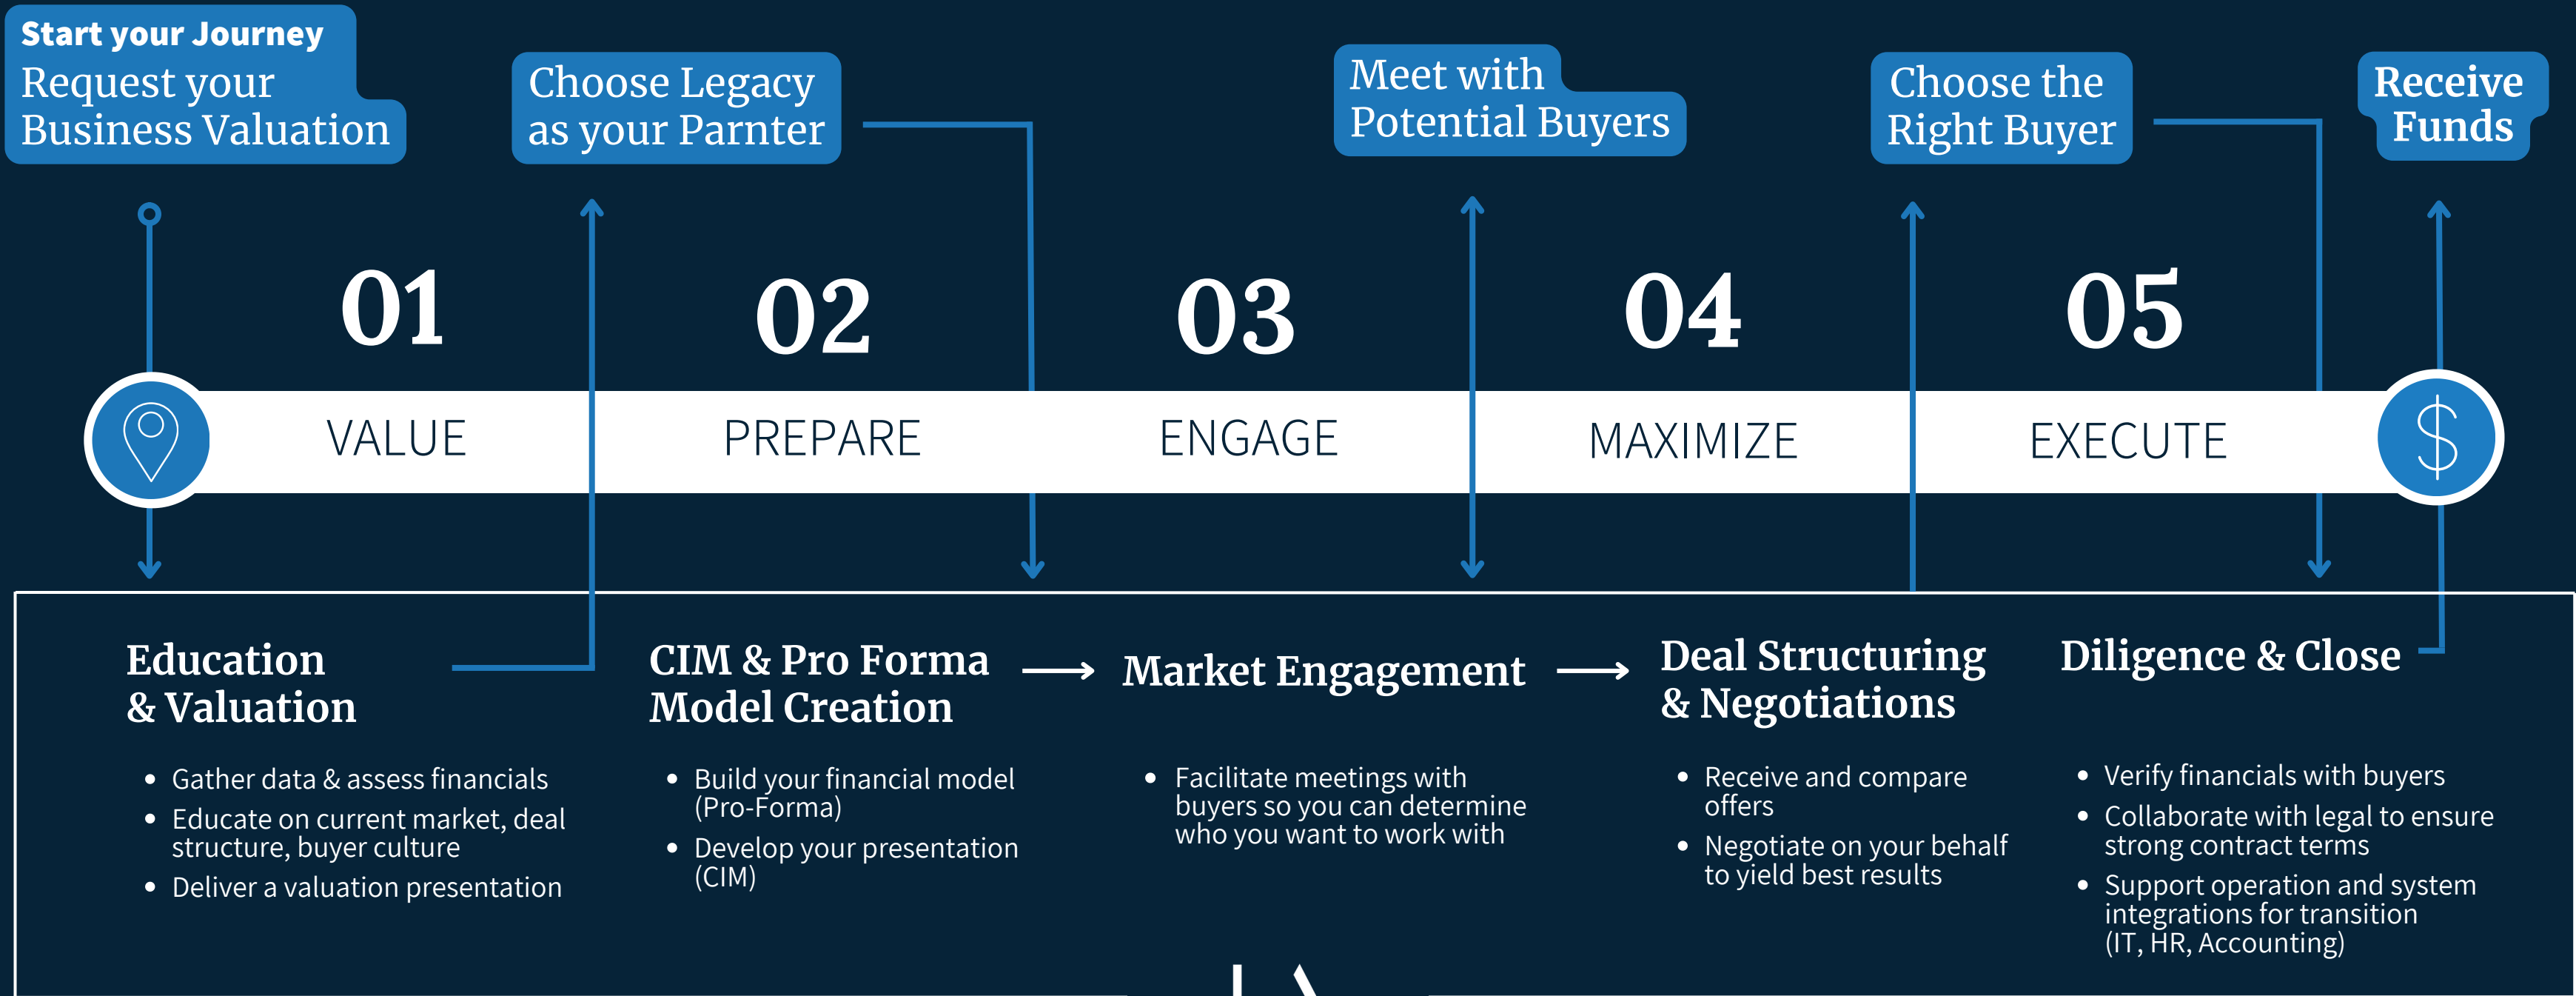 Start your Journey
Request your
Business Valuation
Choose Legacy
as your Parnter
Meet with
Potential Buyers
Choose the
Right Buyer
Receive
Funds
01
02
03
04
05
VALUE
PREPARE
ENGAGE
MAXIMIZE
EXECUTE
$
Education
& Valuation
• Gather data & assess financials
• Educate on current market, deal
structure, buyer culture
• Deliver a valuation presentation
CIM & Pro Forma
Model Creation
• Build your financial model
(Pro-Forma)
• Develop your presentation
(CIM)
Market Engagement
• Facilitate meetings with
buyers so you can determine
who you want to work with
Deal Structuring
& Negotiations
• Receive and compare
offers
• Negotiate on your behalf
to yield best results
Diligence & Close
• Verify financials with buyers
• Collaborate with legal to ensure
strong contract terms
• Support operation and system
integrations for transition
(IT, HR, Accounting)